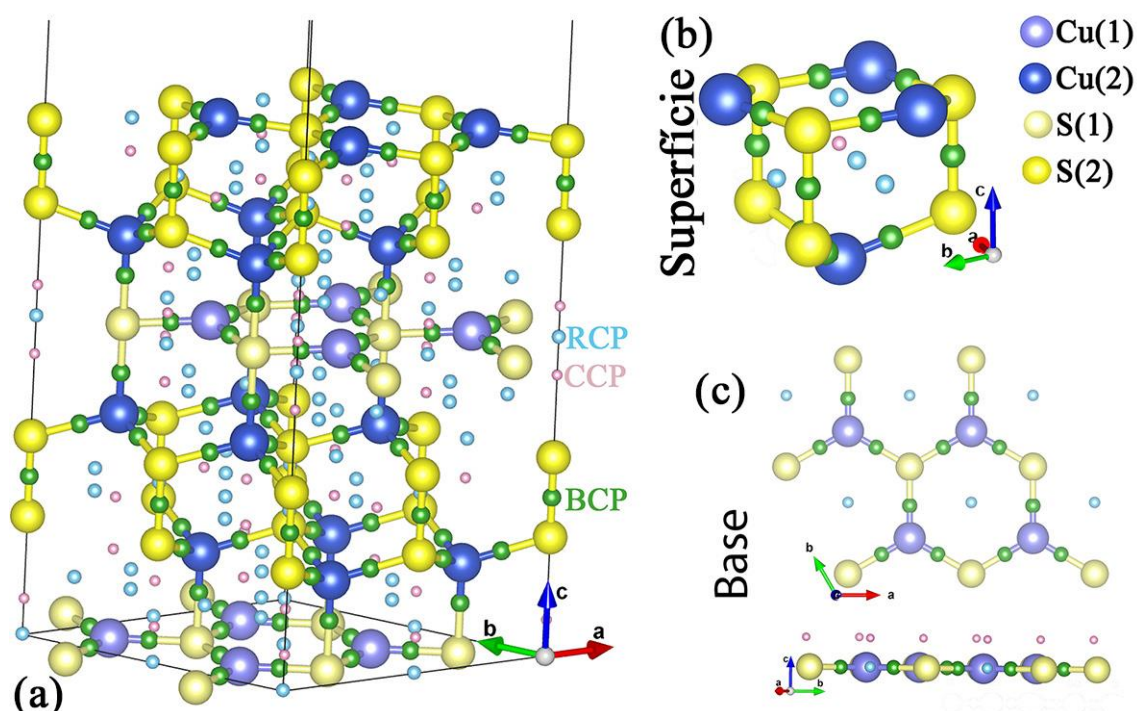 (b)
Superfície
Cu(1)
Cu(2)
S(1)
S(2)
c
a
b
RCP
CCP
BCP
c
b
a
(a)
(c)
Base
b
c
a
c
a
b